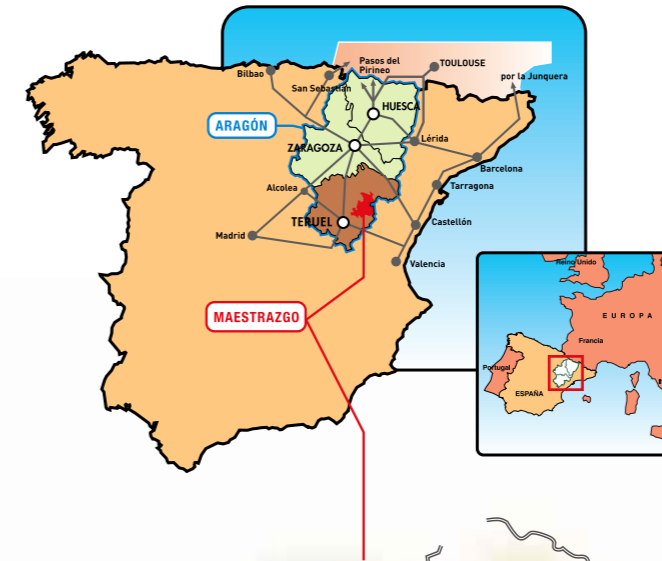 Pasos del
Pirineo
TOULOUSE
Bilbao
San Sebastián
por la Junquera
HUESCA
ARAGÓN
ZARAGOZA
Lérida
Barcelona
Alcolea
Tarragona
TERUEL
Castellón
Madrid
Valencia
MAESTRAZGO
Reino Unido
EUROPA
Francia
Portugal
ESPAÑA